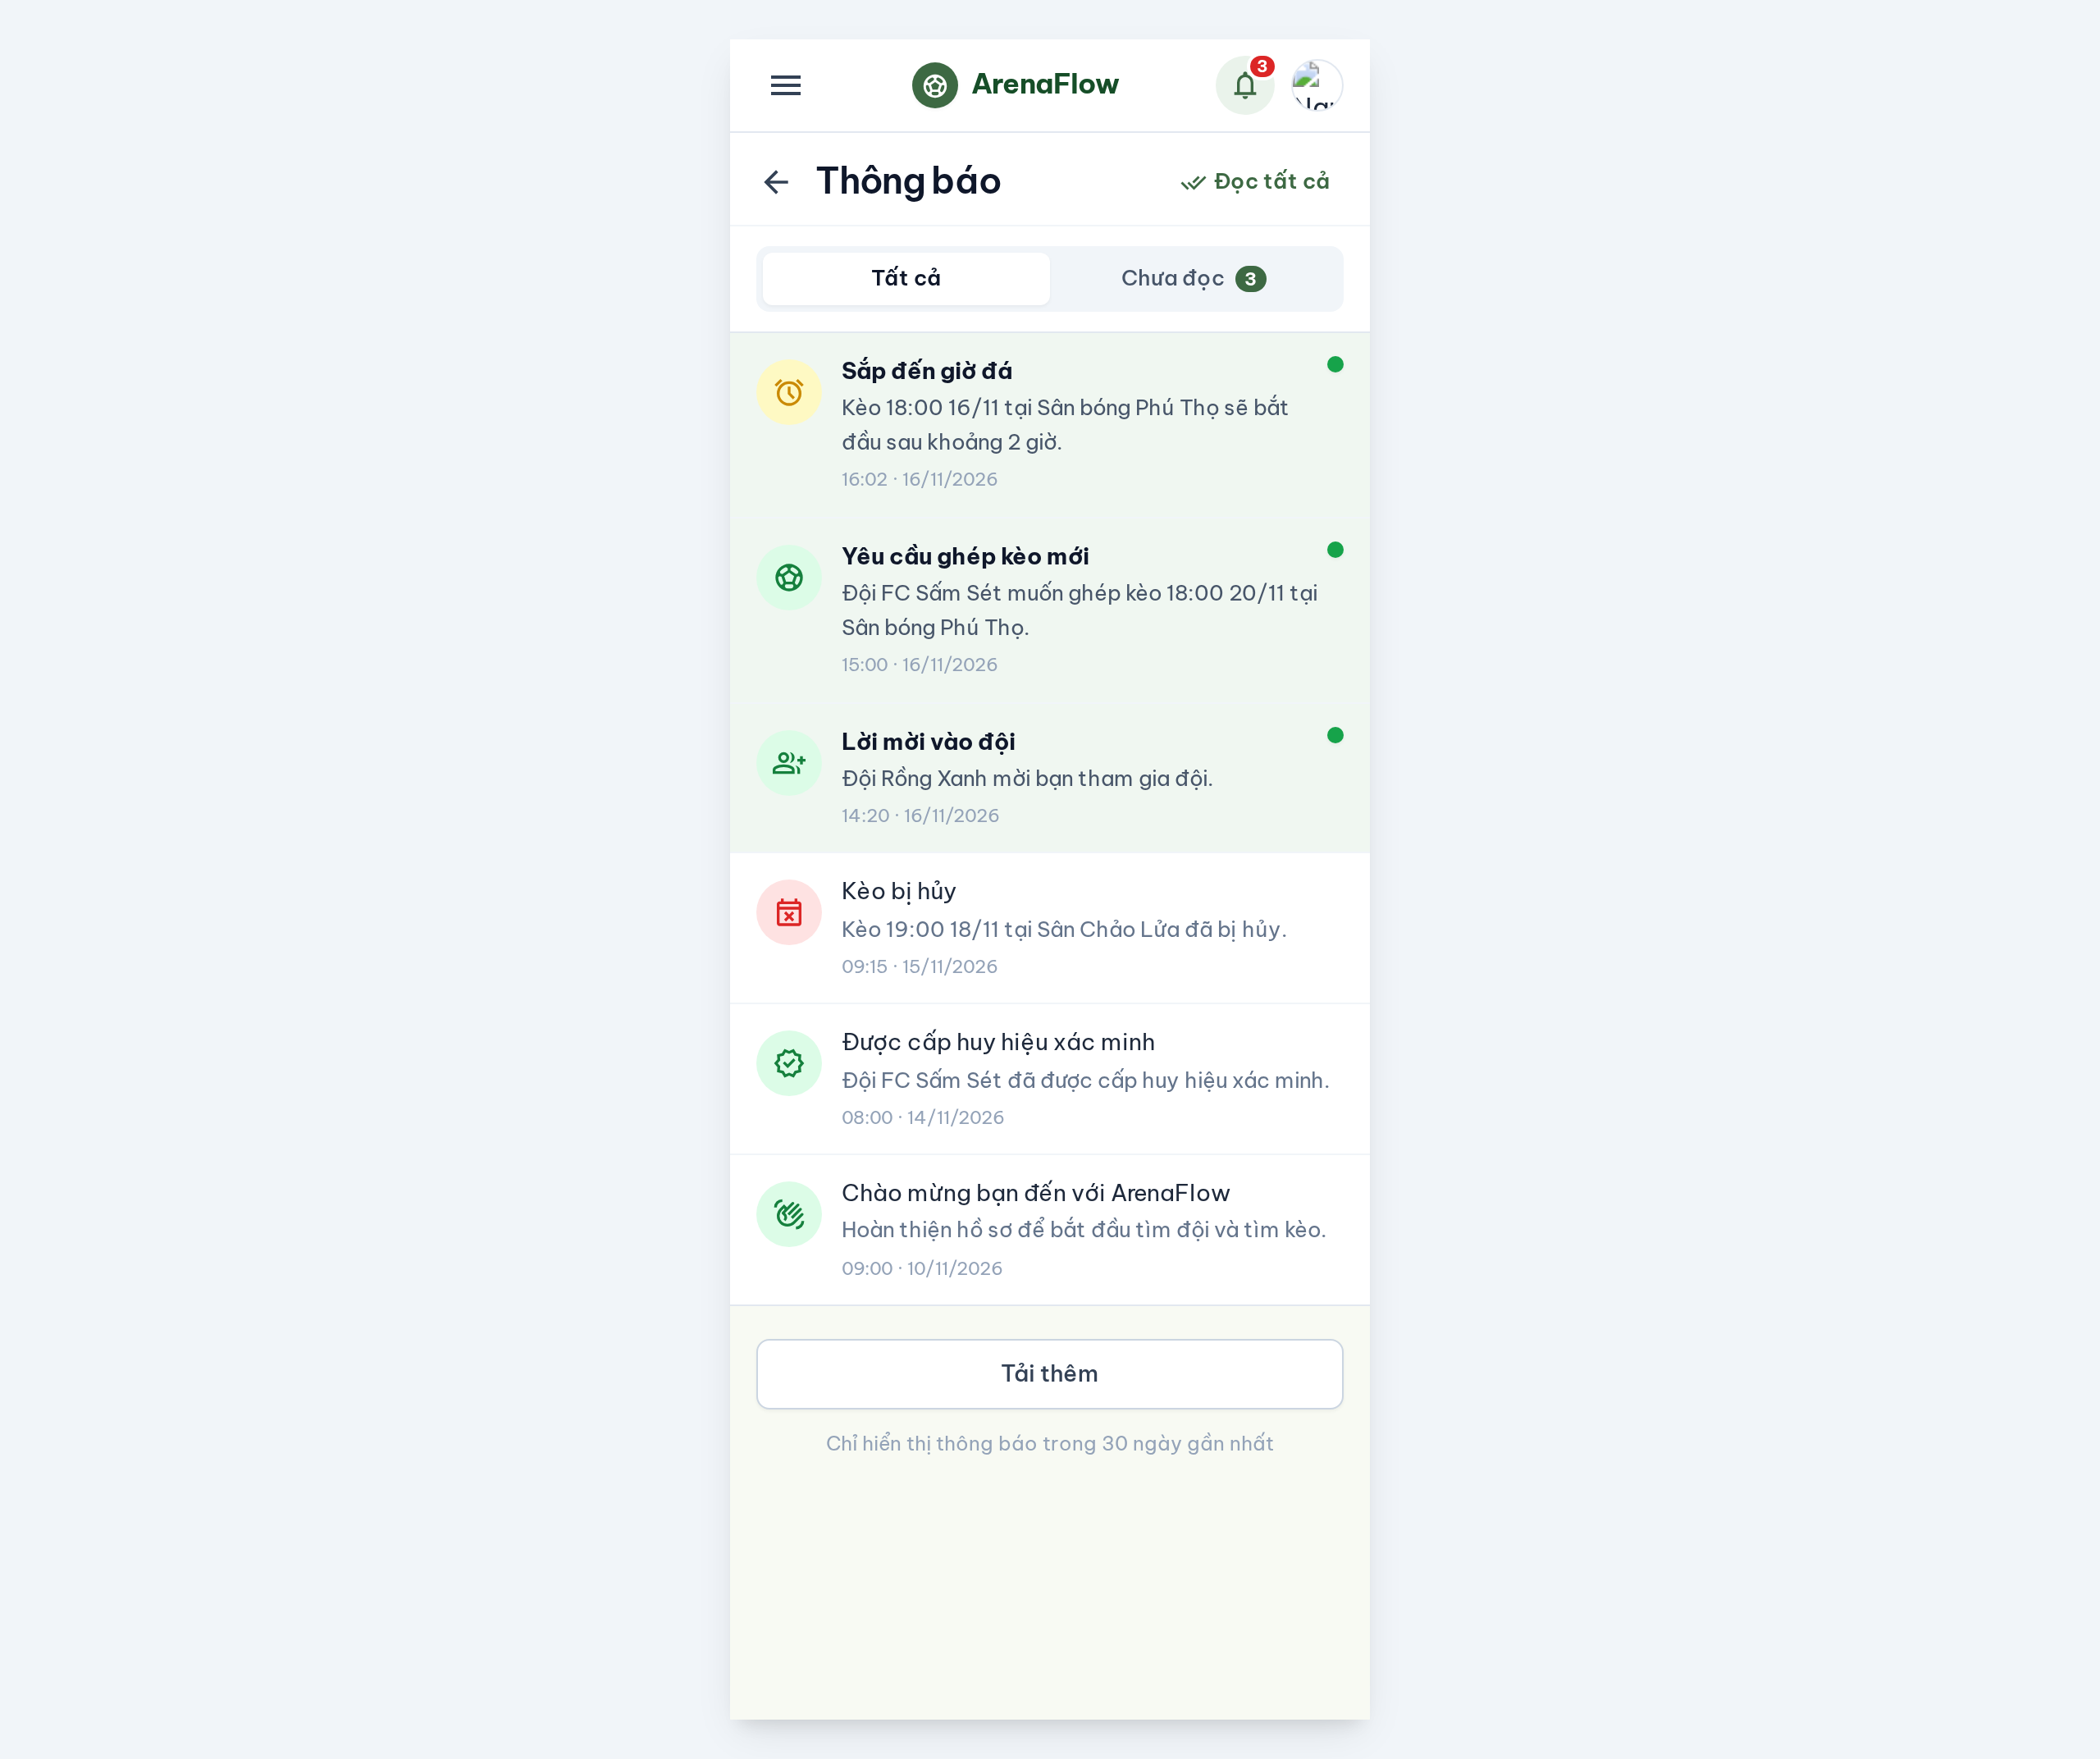 ArenaFlow
3
Thông báo
Đọc tất cả
Tất cả
Chưa đọc 3
Sắp đến giờ đá
Kèo 18:00 16/11 tại Sân bóng Phú Thọ sẽ bắt
đầu sau khoảng 2 giờ.
16:02 · 16/11/2026
Yêu cầu ghép kèo mới
Đội FC Sấm Sét muốn ghép kèo 18:00 20/11 tại
Sân bóng Phú Thọ.
15:00 · 16/11/2026
Lời mời vào đội
Đội Rồng Xanh mời bạn tham gia đội.
14:20 · 16/11/2026
Kèo bị hủy
Kèo 19:00 18/11 tại Sân Chảo Lửa đã bị hủy.
09:15 · 15/11/2026
Được cấp huy hiệu xác minh
Đội FC Sấm Sét đã được cấp huy hiệu xác minh.
08:00 · 14/11/2026
Chào mừng bạn đến với ArenaFlow
Hoàn thiện hồ sơ để bắt đầu tìm đội và tìm kèo.
09:00 · 10/11/2026
Tải thêm
Chỉ hiển thị thông báo trong 30 ngày gần nhất